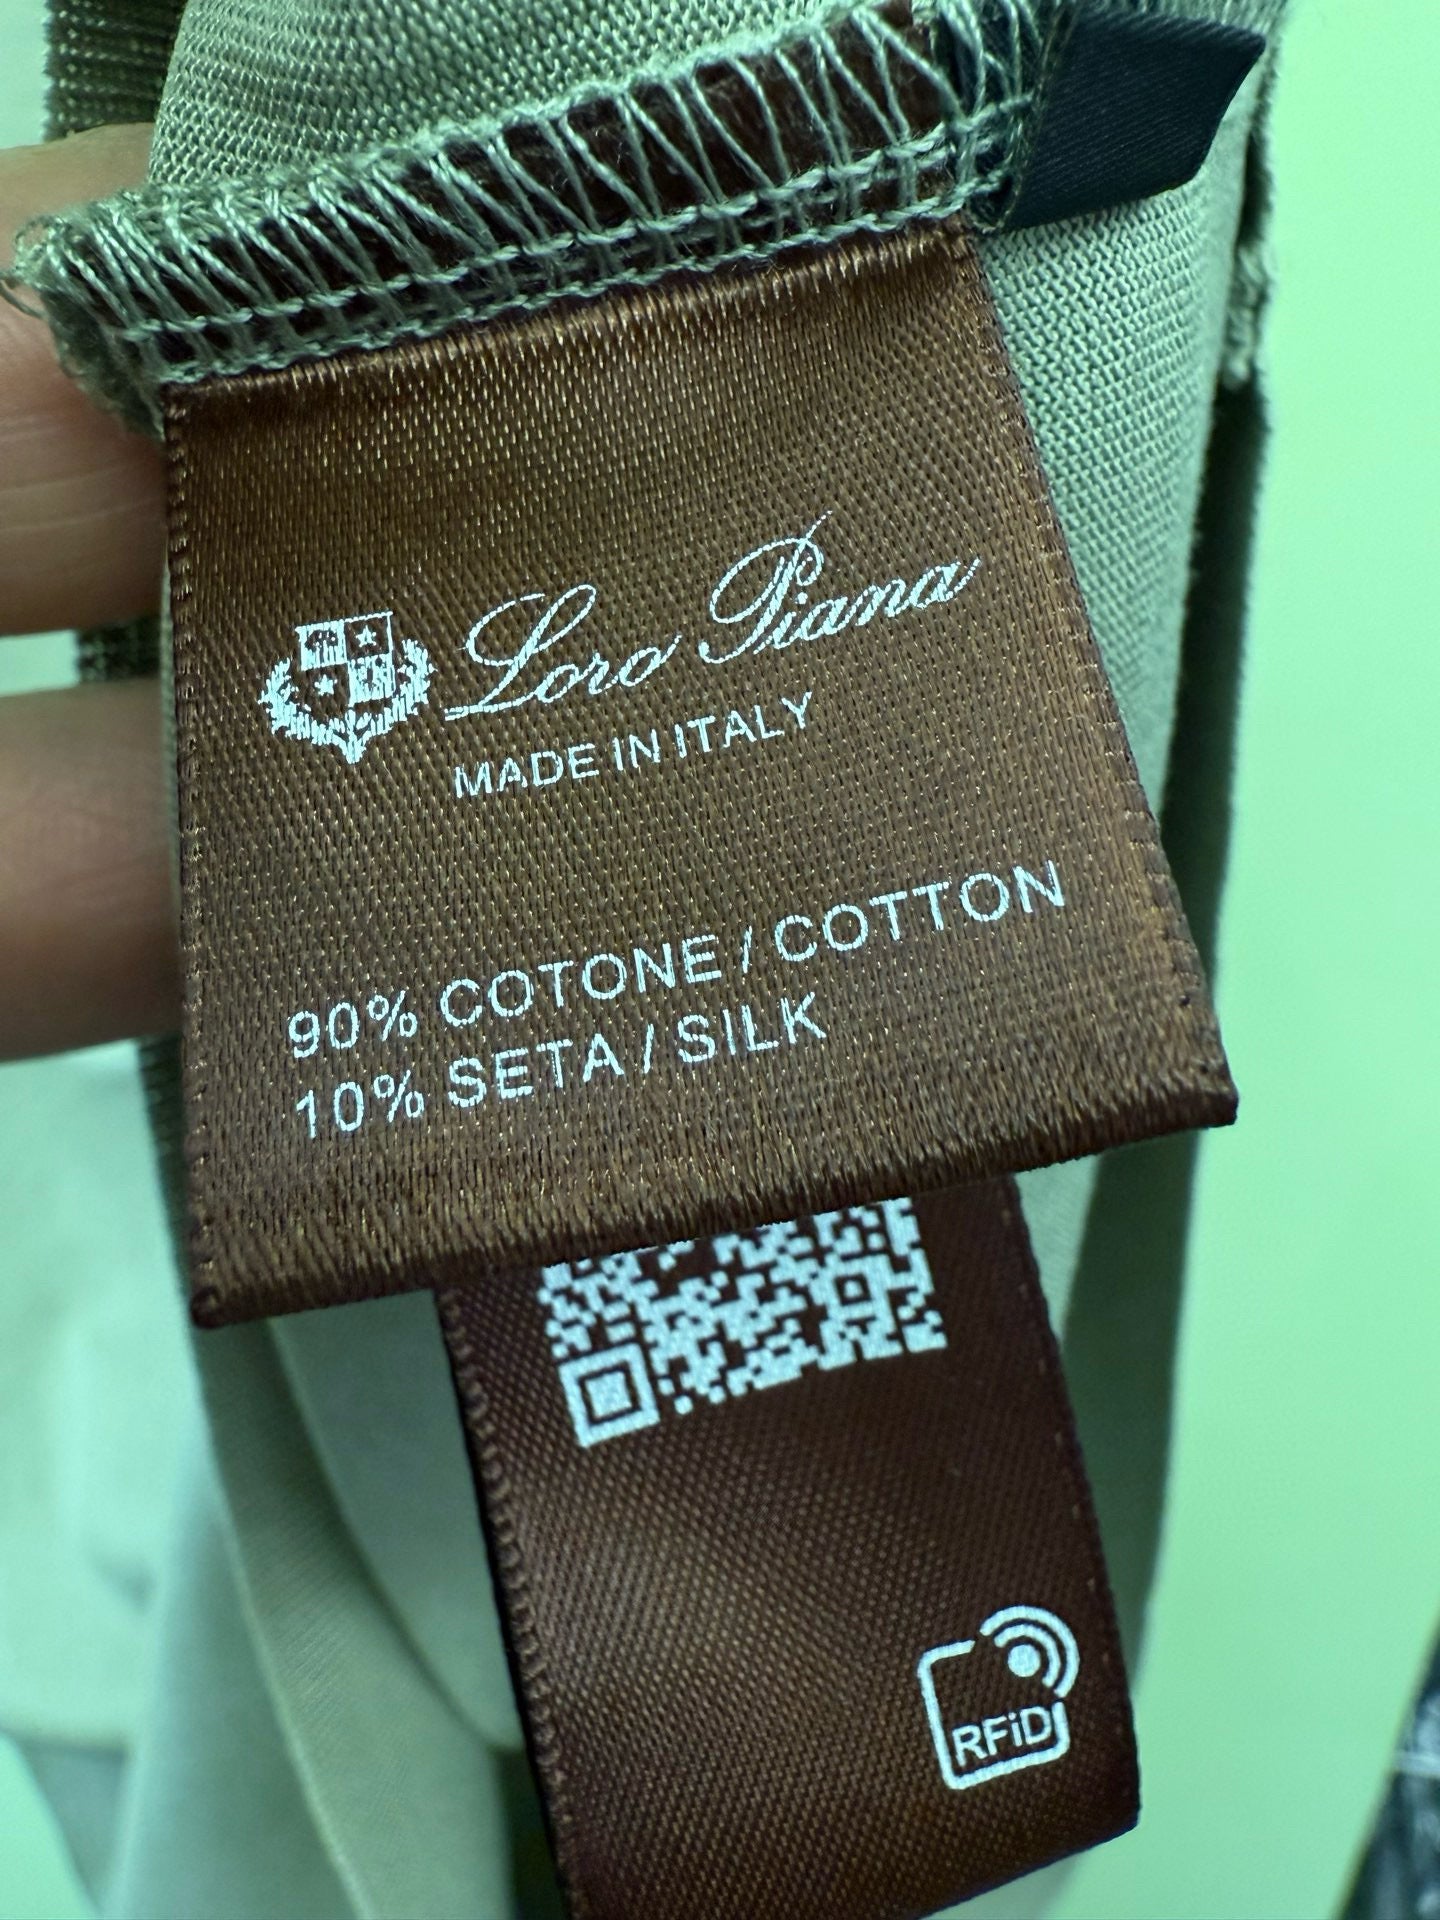 Loro Piana
MADE IN ITALY
90% COTONE / COTTON
10% SETA / SILK
RFiD